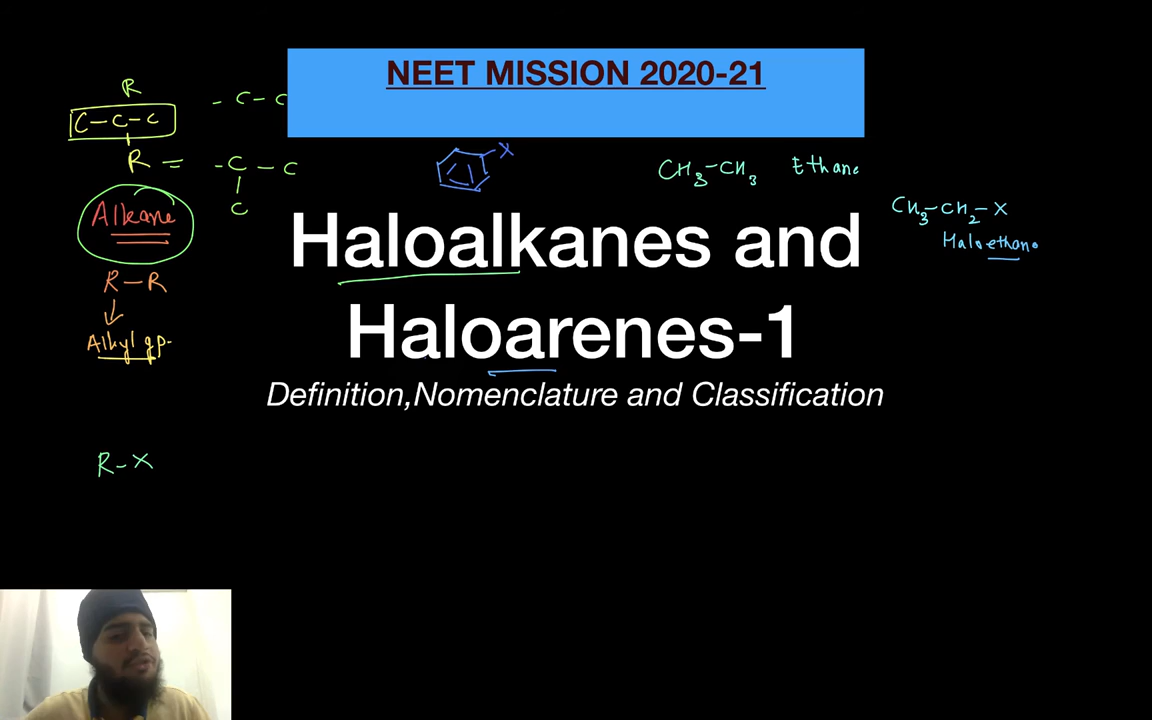 NEET MISSION 2020-21
R
- C - C
C - C - C
R = - C - C
C
X
CH3-CH3 Ethane
Alkane
CH3-CH2-X
Haloethane
Haloalkanes and
Haloarenes-1
R-R
Alkyl gp.
Definition,Nomenclature and Classification
R-X